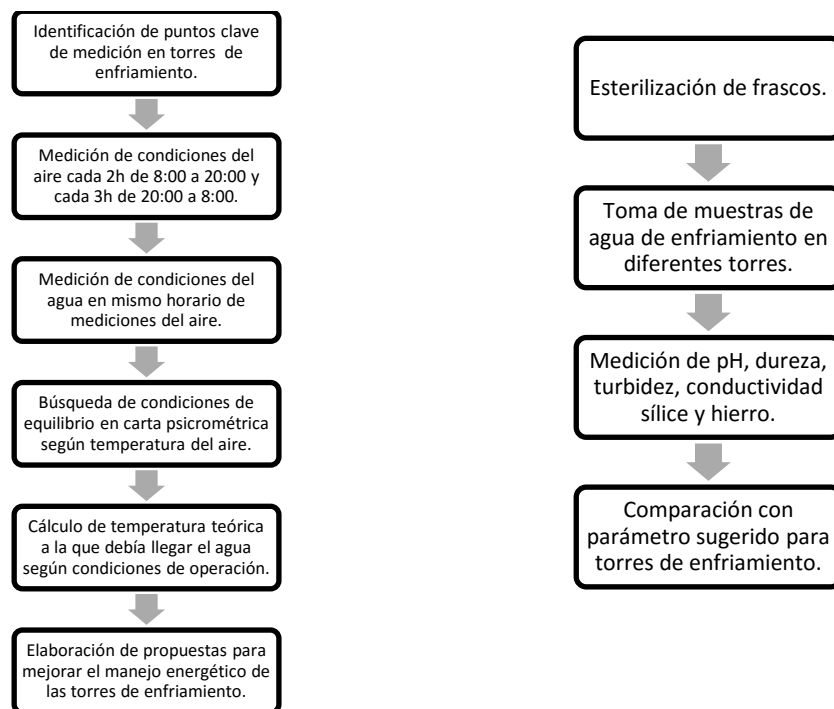 Identificación de puntos clave
de medición en torres de
enfriamiento.
Medición de condiciones del
aire cada 2h de 8:00 a 20:00 y
cada 3h de 20:00 a 8:00.
Medición de condiciones del
agua en mismo horario de
mediciones del aire.
Búsqueda de condiciones de
equilibrio en carta psicrométrica
según temperatura del aire.
Cálculo de temperatura teórica
a la que debía llegar el agua
según condiciones de operación.
Elaboración de propuestas para
mejorar el manejo energético de
las torres de enfriamiento.
Esterilización de frascos.
Toma de muestras de
agua de enfriamiento en
diferentes torres.
Medición de pH, dureza,
turbidez, conductividad
sílice y hierro.
Comparación con
parámetro sugerido para
torres de enfriamiento.